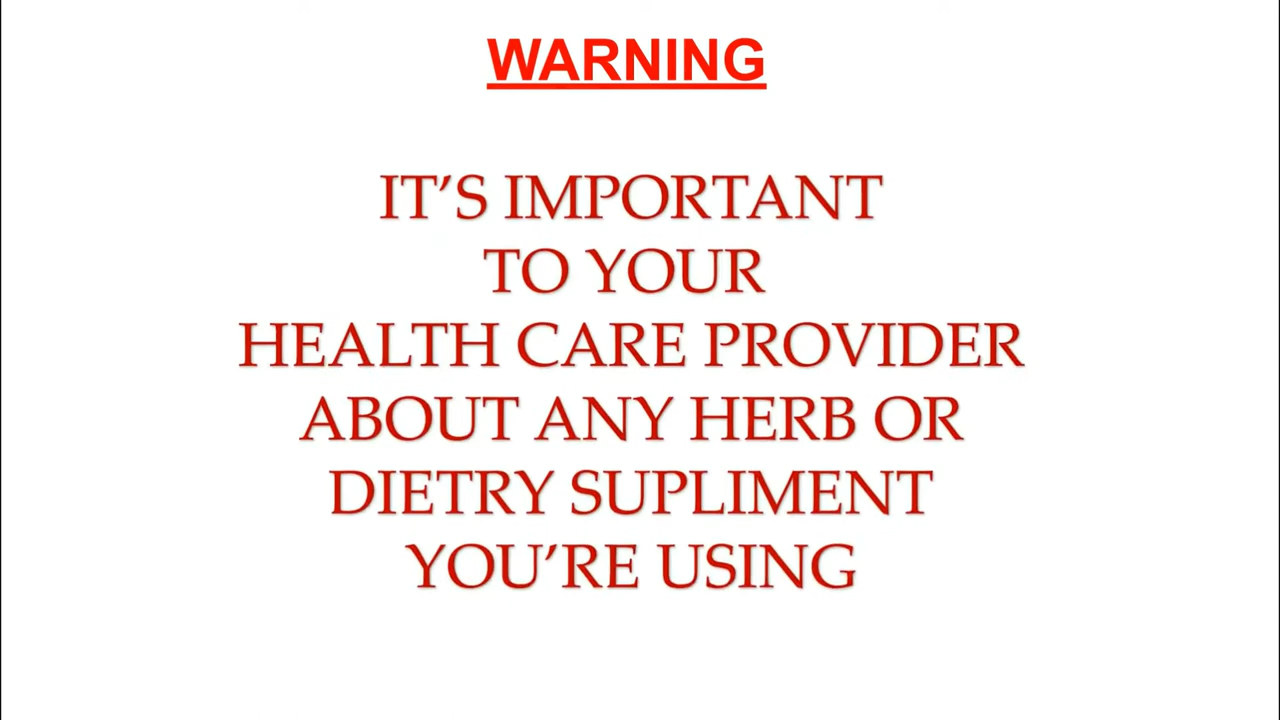 WARNING
IT’S IMPORTANT
TO YOUR
HEALTH CARE PROVIDER
ABOUT ANY HERB OR
DIETRY SUPLIMENT
YOU’RE USING